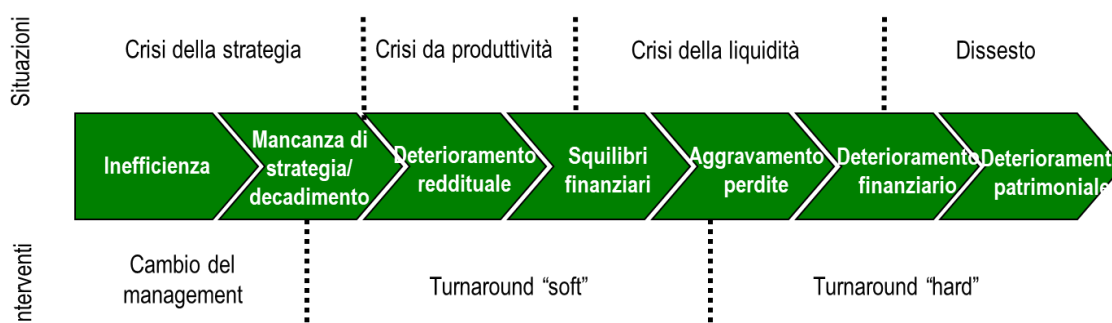 Situazioni
Crisi della strategia
Crisi da produttività
Crisi della liquidità
Dissesto
Inefficienza
Mancanza di
strategia/
decadimento
Deterioramento
reddituale
Squilibri
finanziari
Aggravamento
perdite
Deterioramento
finanziario
Deteriorament
patrimoniale
nterventi
Cambio del
management
Turnaround “soft”
Turnaround “hard”